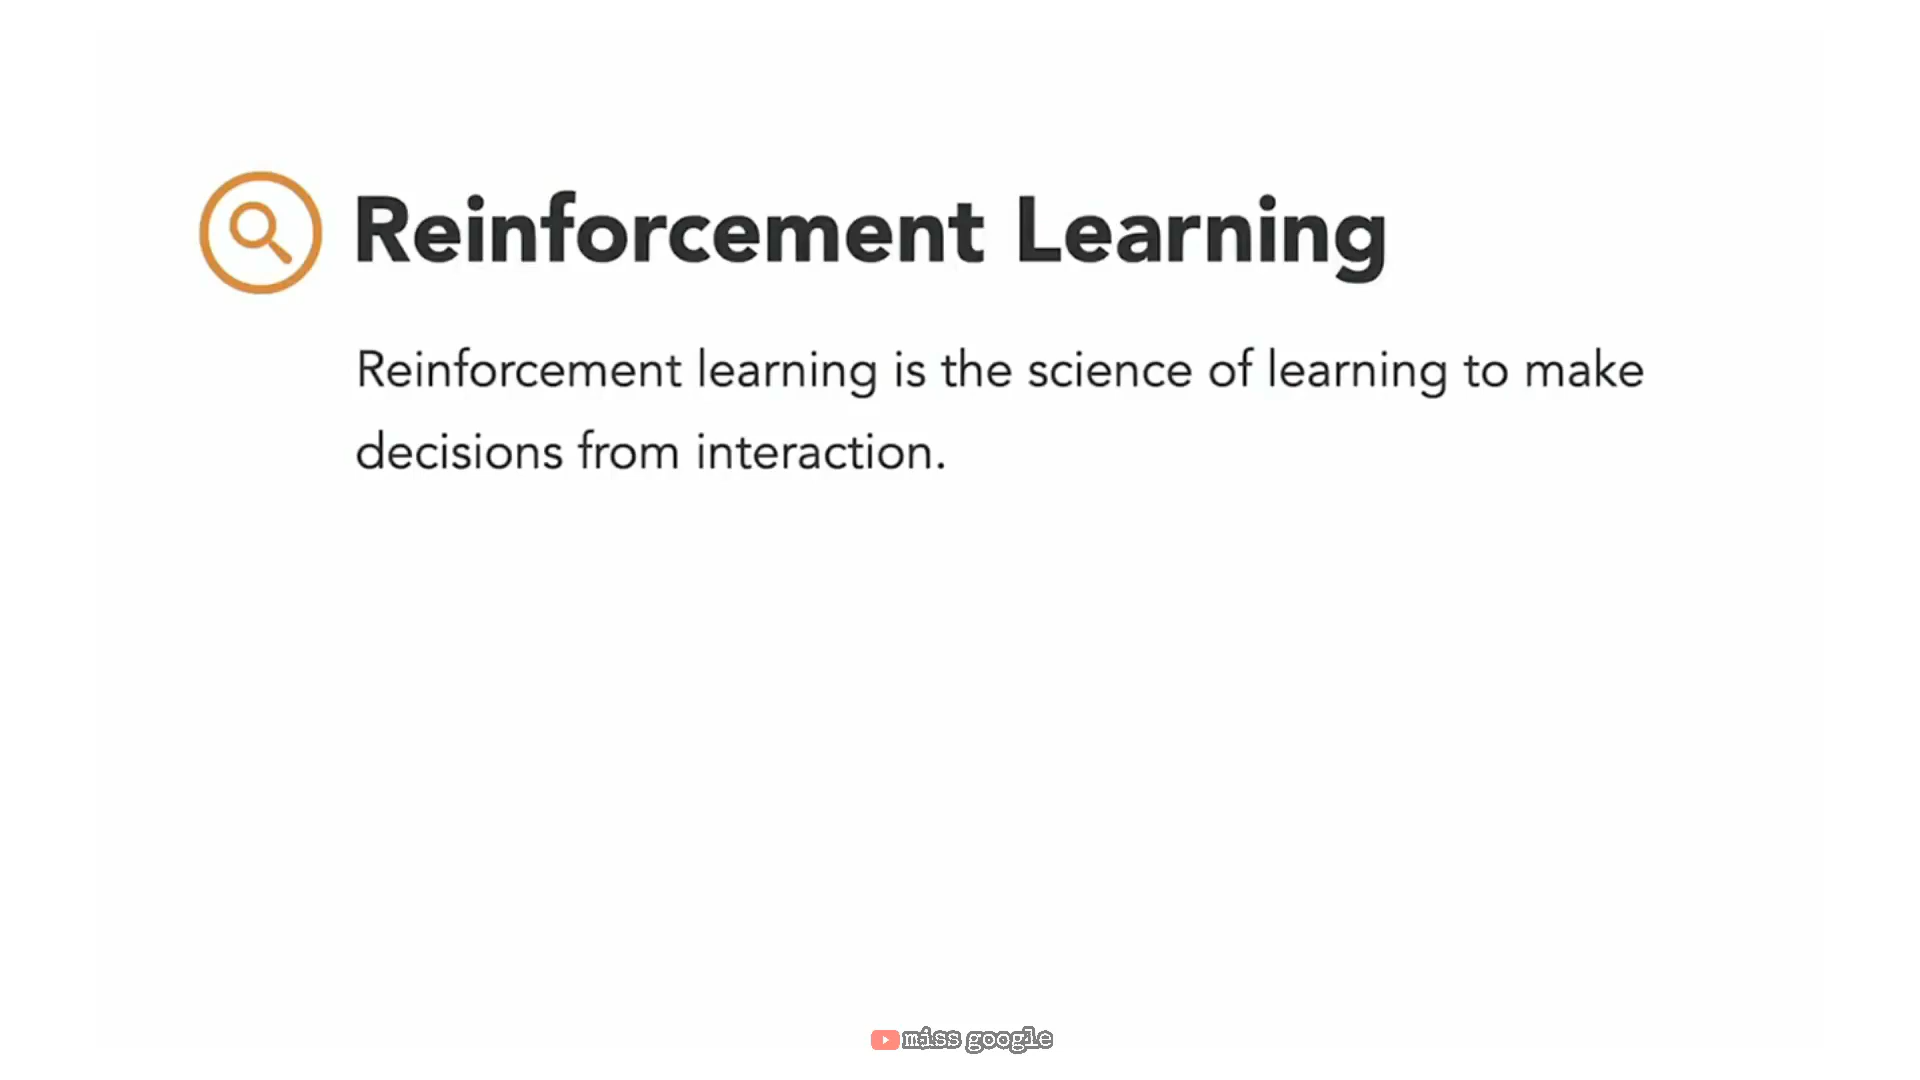 Reinforcement Learning
Reinforcement learning is the science of learning to make
decisions from interaction.
miss google